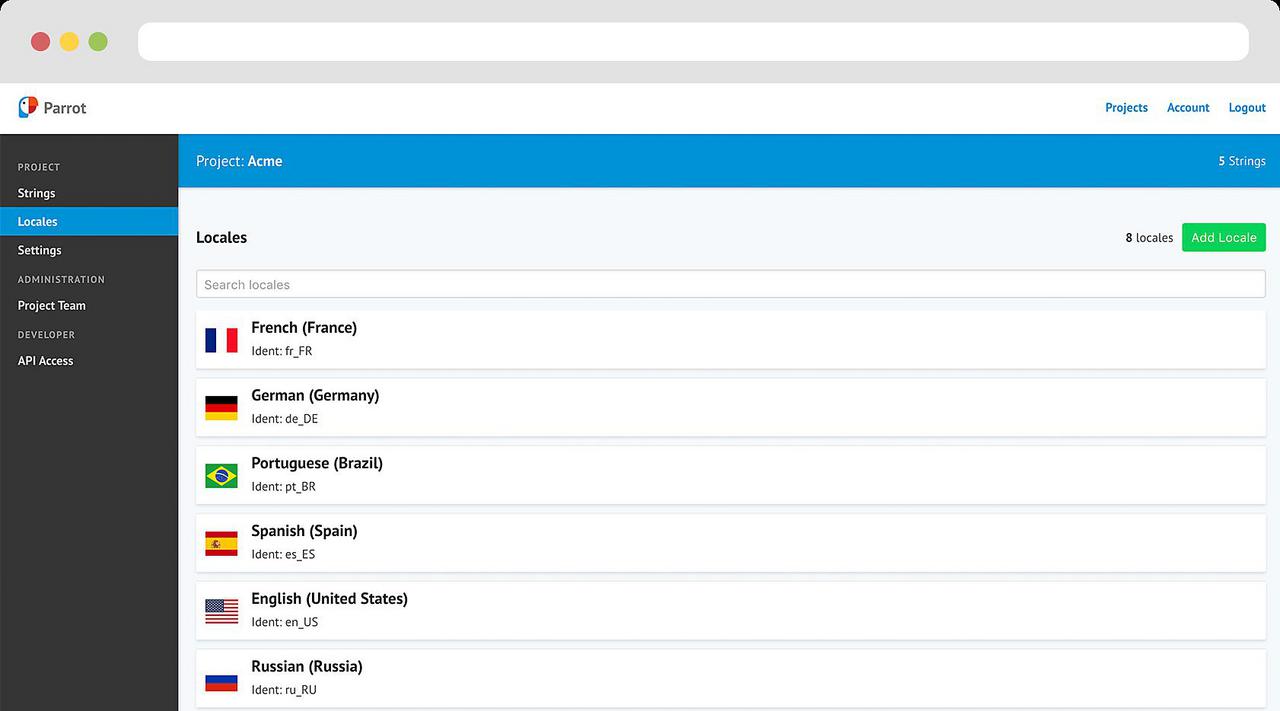 Parrot
Projects Account Logout
PROJECT
Strings
Locales
Settings
ADMINISTRATION
Project Team
DEVELOPER
API Access
Project: Acme
5 Strings
Locales
8 locales Add Locale
Search locales
French (France)
Ident: fr_FR
German (Germany)
Ident: de_DE
Portuguese (Brazil)
Ident: pt_BR
Spanish (Spain)
Ident: es_ES
English (United States)
Ident: en_US
Russian (Russia)
Ident: ru_RU